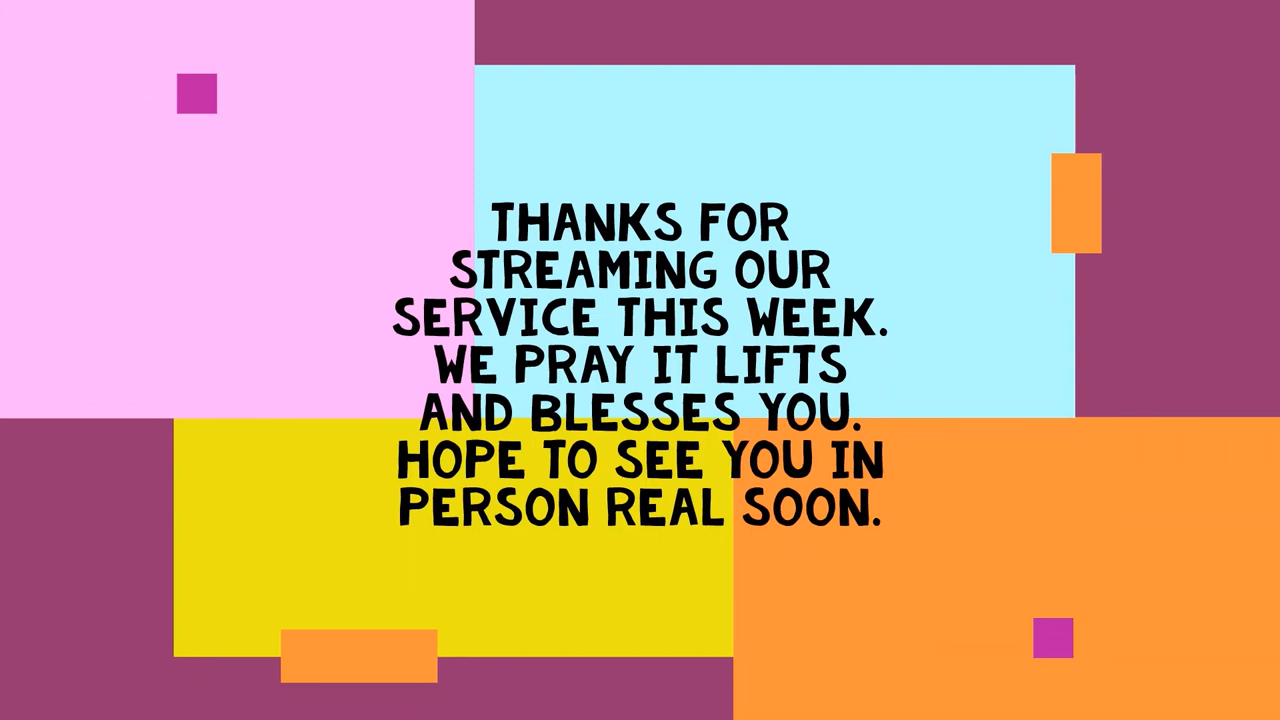 THANKS FOR
STREAMING OUR
SERVICE THIS WEEK.
WE PRAY IT LIFTS
AND BLESSES YOU.
HOPE TO SEE YOU IN
PERSON REAL SOON.